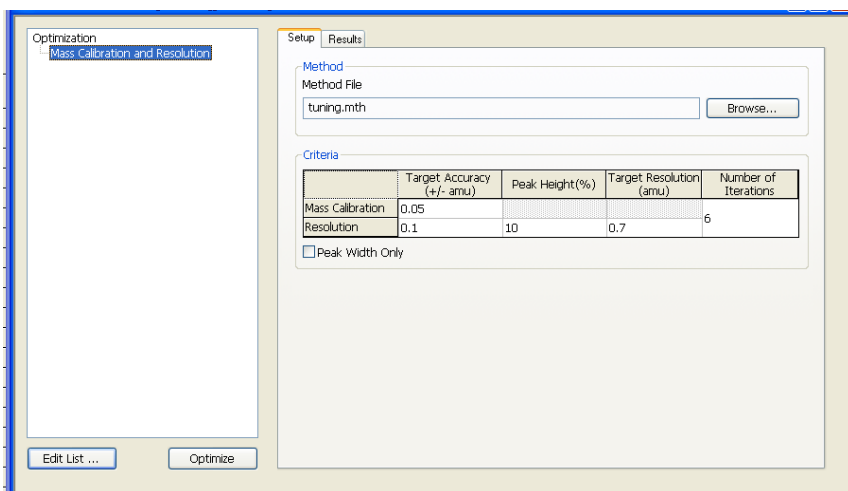 Optimization
Mass Calibration and Resolution
Edit List ...
Optimize
Setup
Results
Method
Method File
tuning.mth
Browse...
Criteria
Target Accuracy (+/- amu)
Peak Height(%)
Target Resolution (amu)
Number of Iterations
Mass Calibration
0.05
Resolution
0.1
10
0.7
6
Peak Width Only